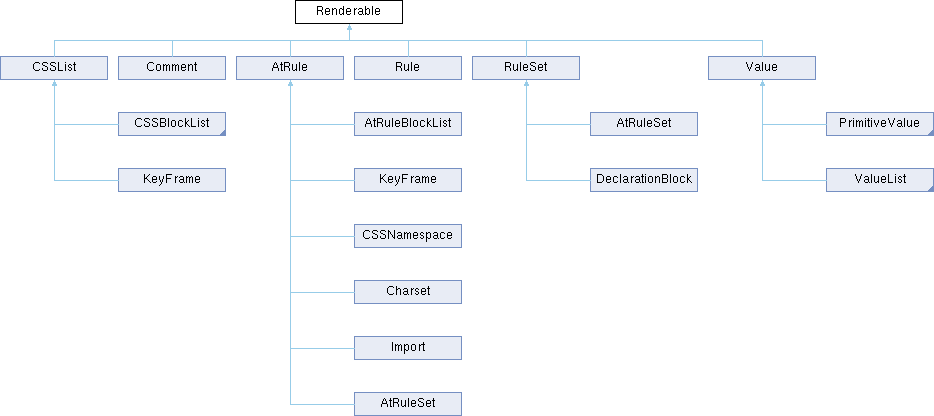 Renderable
CSSList
Comment
AtRule
Rule
RuleSet
Value
CSSBlockList
AtRuleBlockList
AtRuleSet
PrimitiveValue
KeyFrame
KeyFrame
DeclarationBlock
ValueList
CSSNamespace
Charset
Import
AtRuleSet